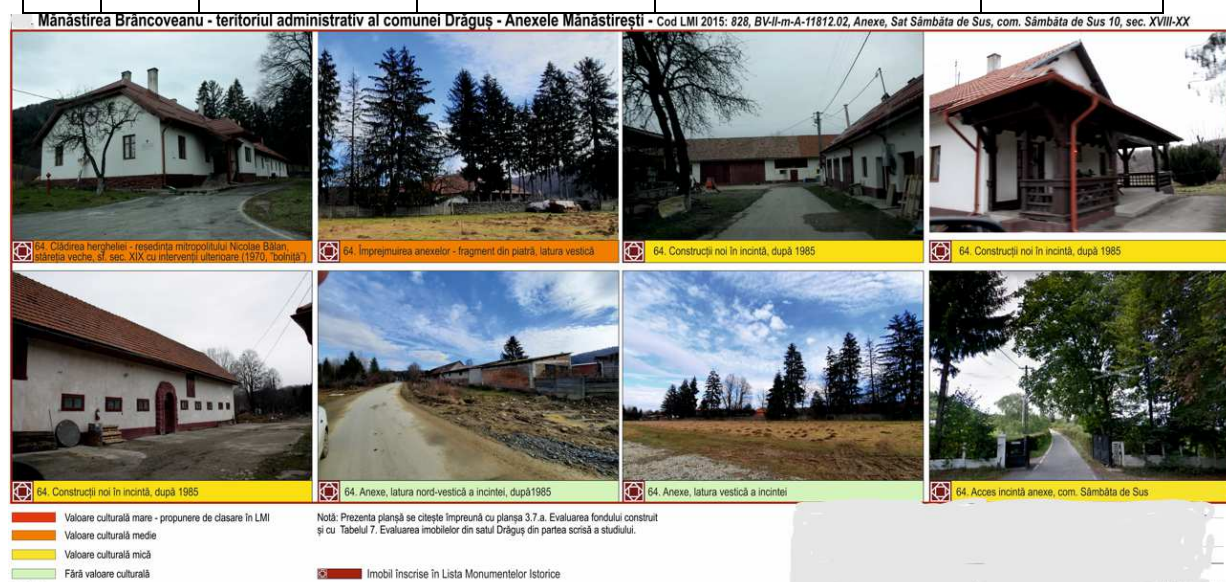 . Mănăstirea Brâncoveanu - teritoriul administrativ al comunei Drăguș - Anexele Mănăstirești - Cod LMI 2015: 828, BV-II-m-A-11812.02, Anexe, Sat Sâmbăta de Sus, com. Sâmbăta de Sus 10, sec. XVIII-XX
64. Clădirea hergheliei - reședința mitropolitului Nicolae Bălan,
stăreția veche, sf. sec. XIX cu intervenții ulterioare (1970, "bolniță")
64. Împrejmuirea anexelor - fragment din piatră, latura vestică
64. Construcții noi în incintă, după 1985
64. Construcții noi în incintă, după 1985
64. Construcții noi în incintă, după 1985
64. Anexe, latura nord-vestică a incintei, după1985
64. Anexe, latura vestică a incintei
64. Acces incintă anexe, com. Sâmbăta de Sus
Valoare culturală mare - propunere de clasare în LMI
Valoare culturală medie
Valoare culturală mică
Fără valoare culturală
Notă: Prezenta planșă se citește împreună cu planșa 3.7.a. Evaluarea fondului construit
și cu Tabelul 7. Evaluarea imobilelor din satul Drăguș din partea scrisă a studiului.
Imobil înscrise în Lista Monumentelor Istorice